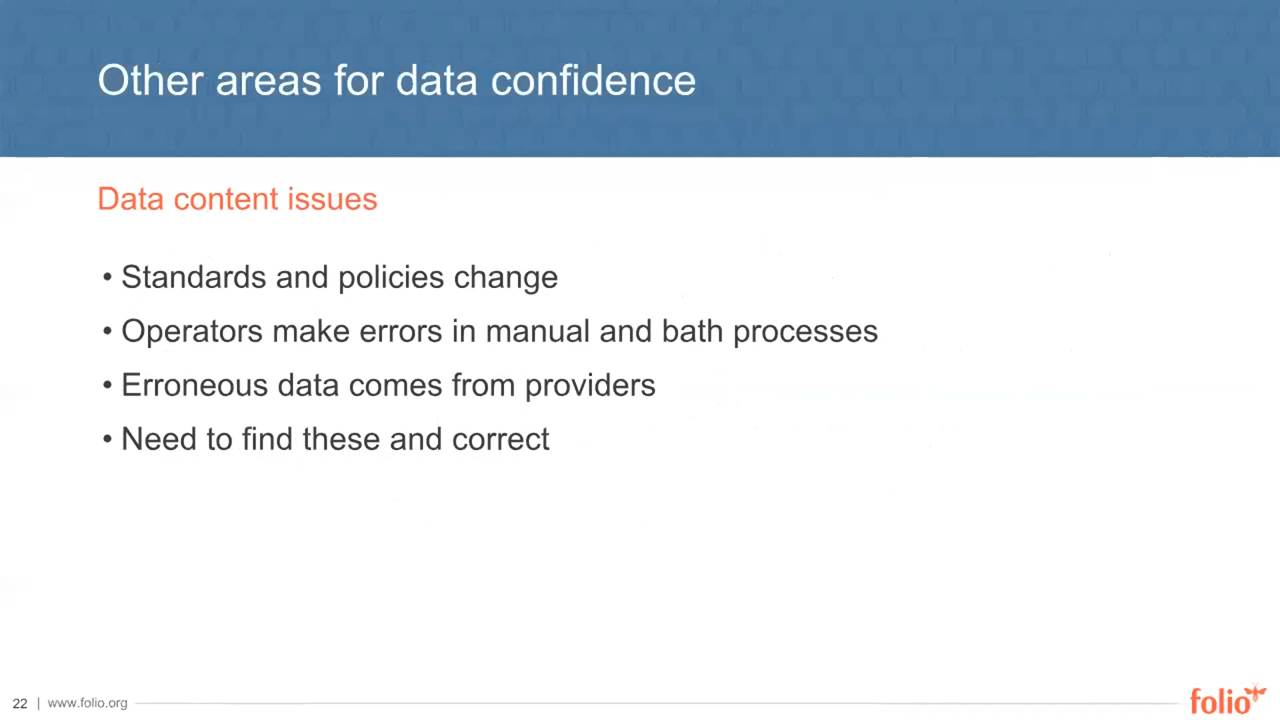 Other areas for data confidence
Data content issues
• Standards and policies change
• Operators make errors in manual and bath processes
• Erroneous data comes from providers
• Need to find these and correct
22 | www.folio.org
folio